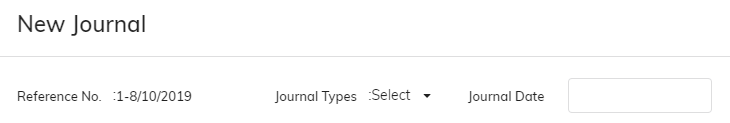 New Journal
Reference No. :1-8/10/2019 Journal Types :Select Journal Date